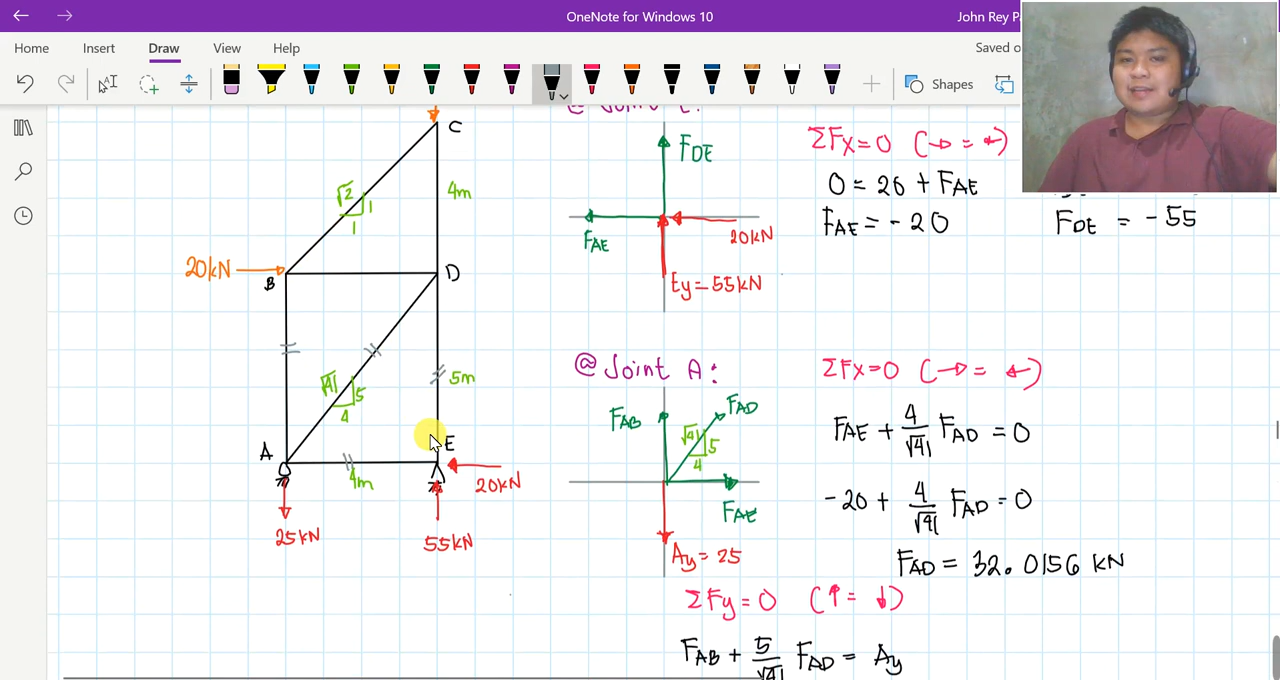 OneNote for Windows 10
John Rey P
Home Insert Draw View Help
Saved o
Shapes
C
√2
1
1
4m
20kN
B
D
√41
5
4
5m
A
E
4m
20kN
25kN
55kN
FDE
FAE
20kN
Ey=55kN
ΣFx=0 (→ = ←)
0 = 20 + FAE
FAE = -20
FDE = -55
@ Joint A:
FAB
FAD
√41
5
4
FAE
Ay = 25
ΣFx=0 (→ = ←)
FAE + 4/√41 FAD = 0
-20 + 4/√41 FAD = 0
FAD = 32.0156 KN
ΣFy = 0 (↑ = ↓)
FAB + 5/√41 FAD = Ay